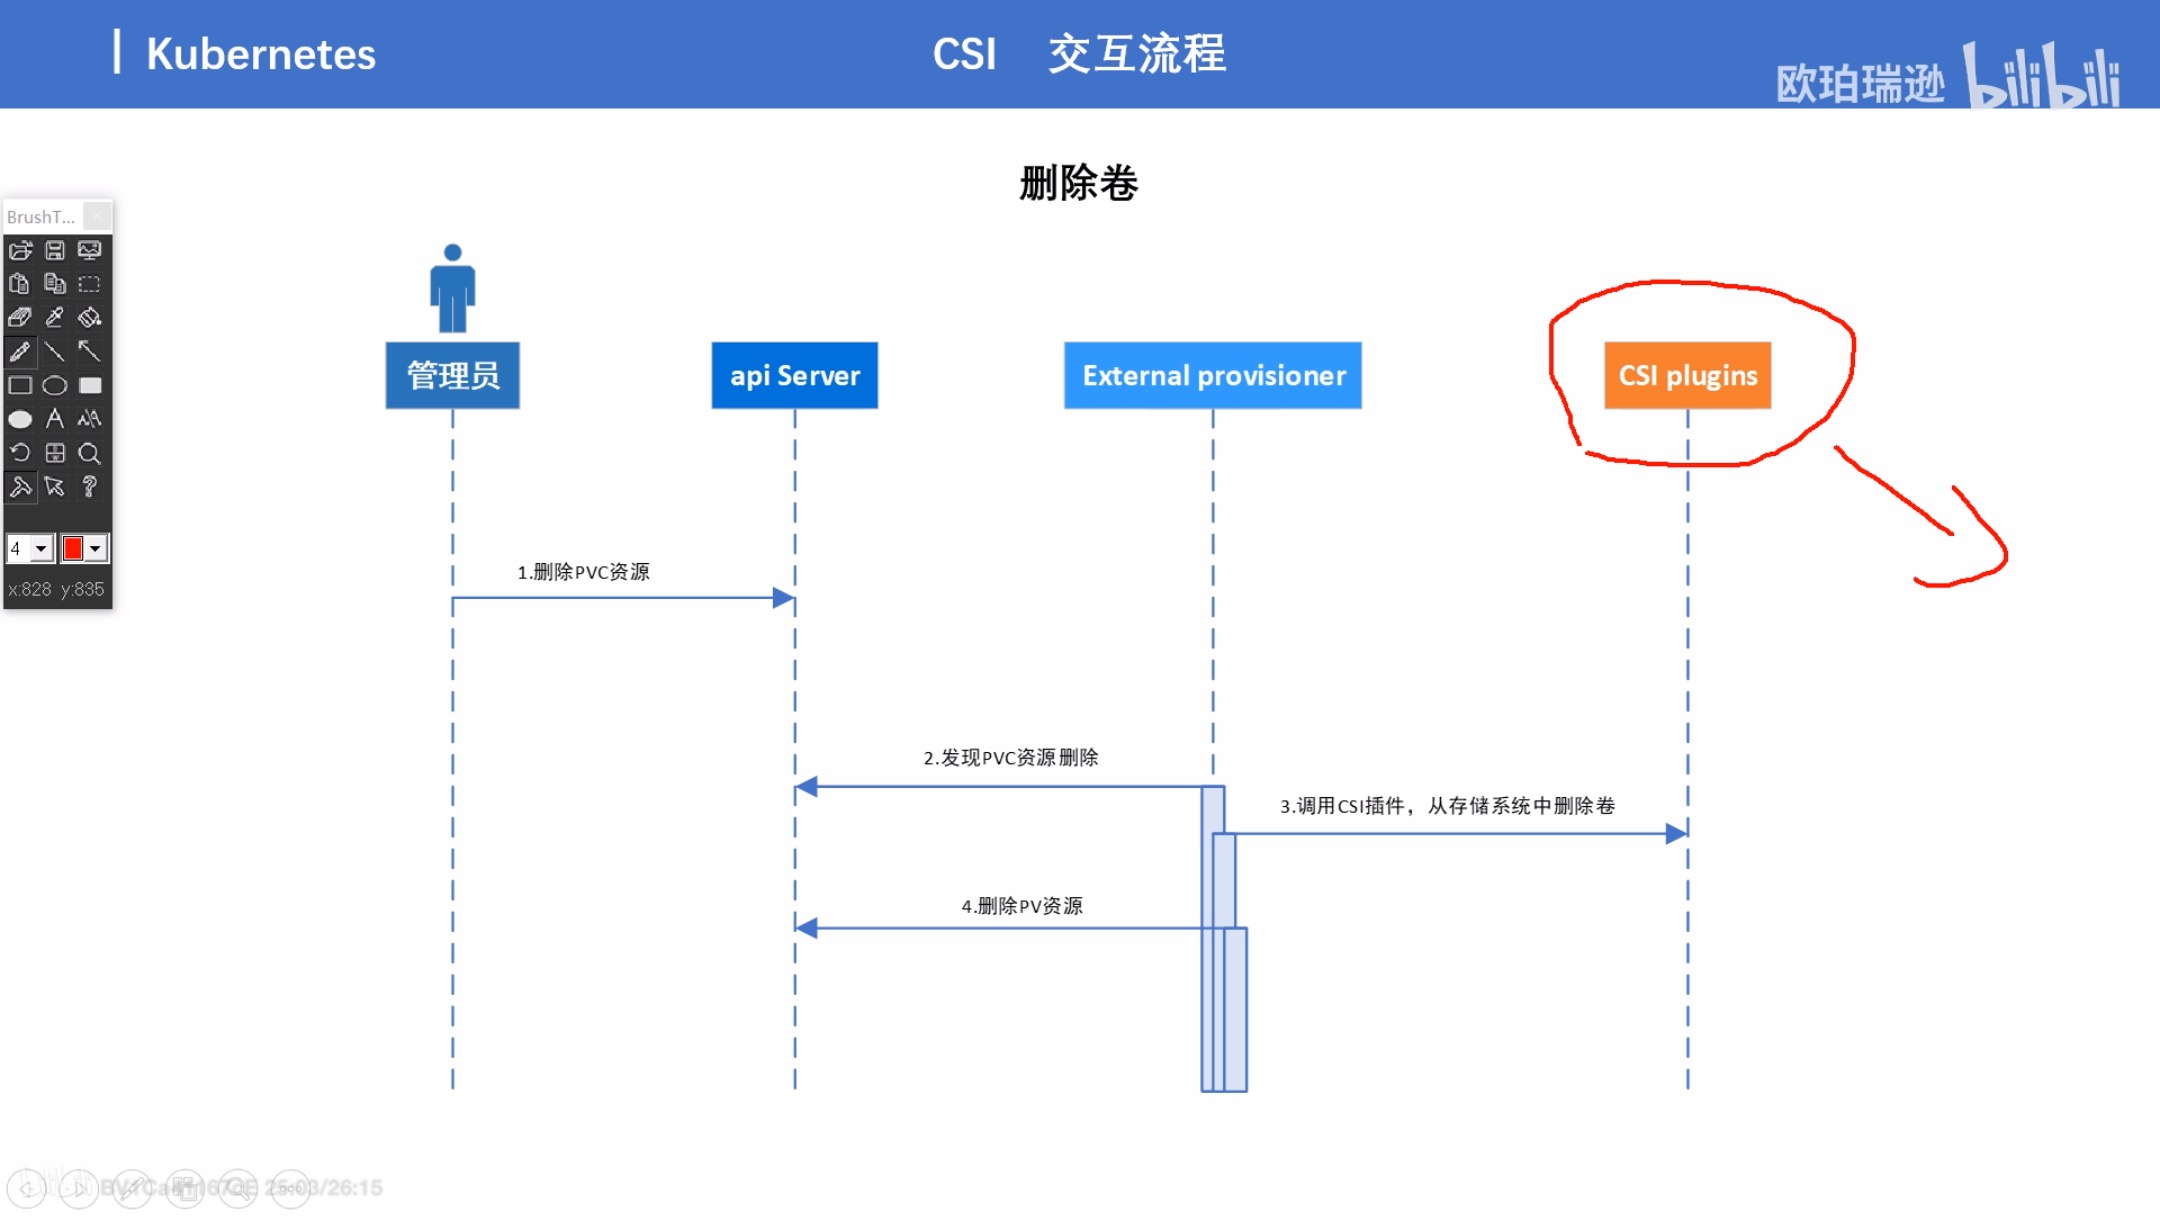 Kubernetes
CSI 交互流程
欧珀瑞逊 bilibili
删除卷
BrushT...
管理员
api Server
External provisioner
CSI plugins
4
x:828 y:835
1.删除PVC资源
2.发现PVC资源删除
3.调用CSI插件，从存储系统中删除卷
4.删除PV资源
25:03/26:15